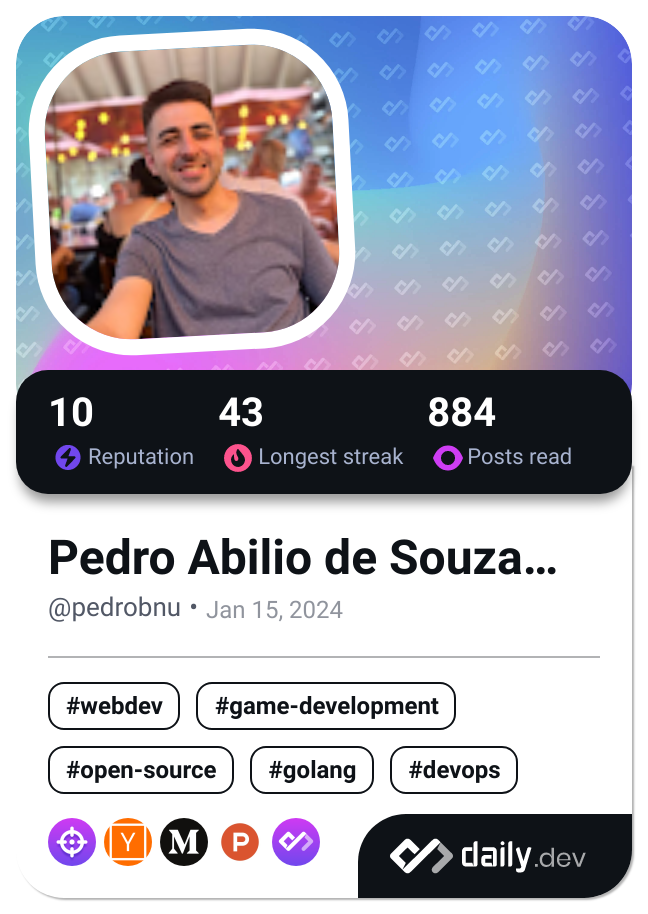 10 43 884
Reputation Longest streak Posts read
Pedro Abilio de Souza…
@pedrobnu • Jan 15, 2024
#webdev #game-development
#open-source #golang #devops
Y M P daily.dev